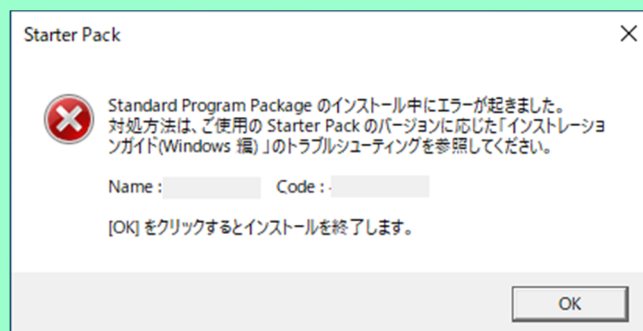 Starter Pack
Standard Program Package のインストール中にエラーが起きました。
対処方法は、ご使用の Starter Pack のバージョンに応じた「インストレーショ
ンガイド(Windows 編) 」のトラブルシューティングを参照してください。
Name : Code :
[OK] をクリックするとインストールを終了します。
OK